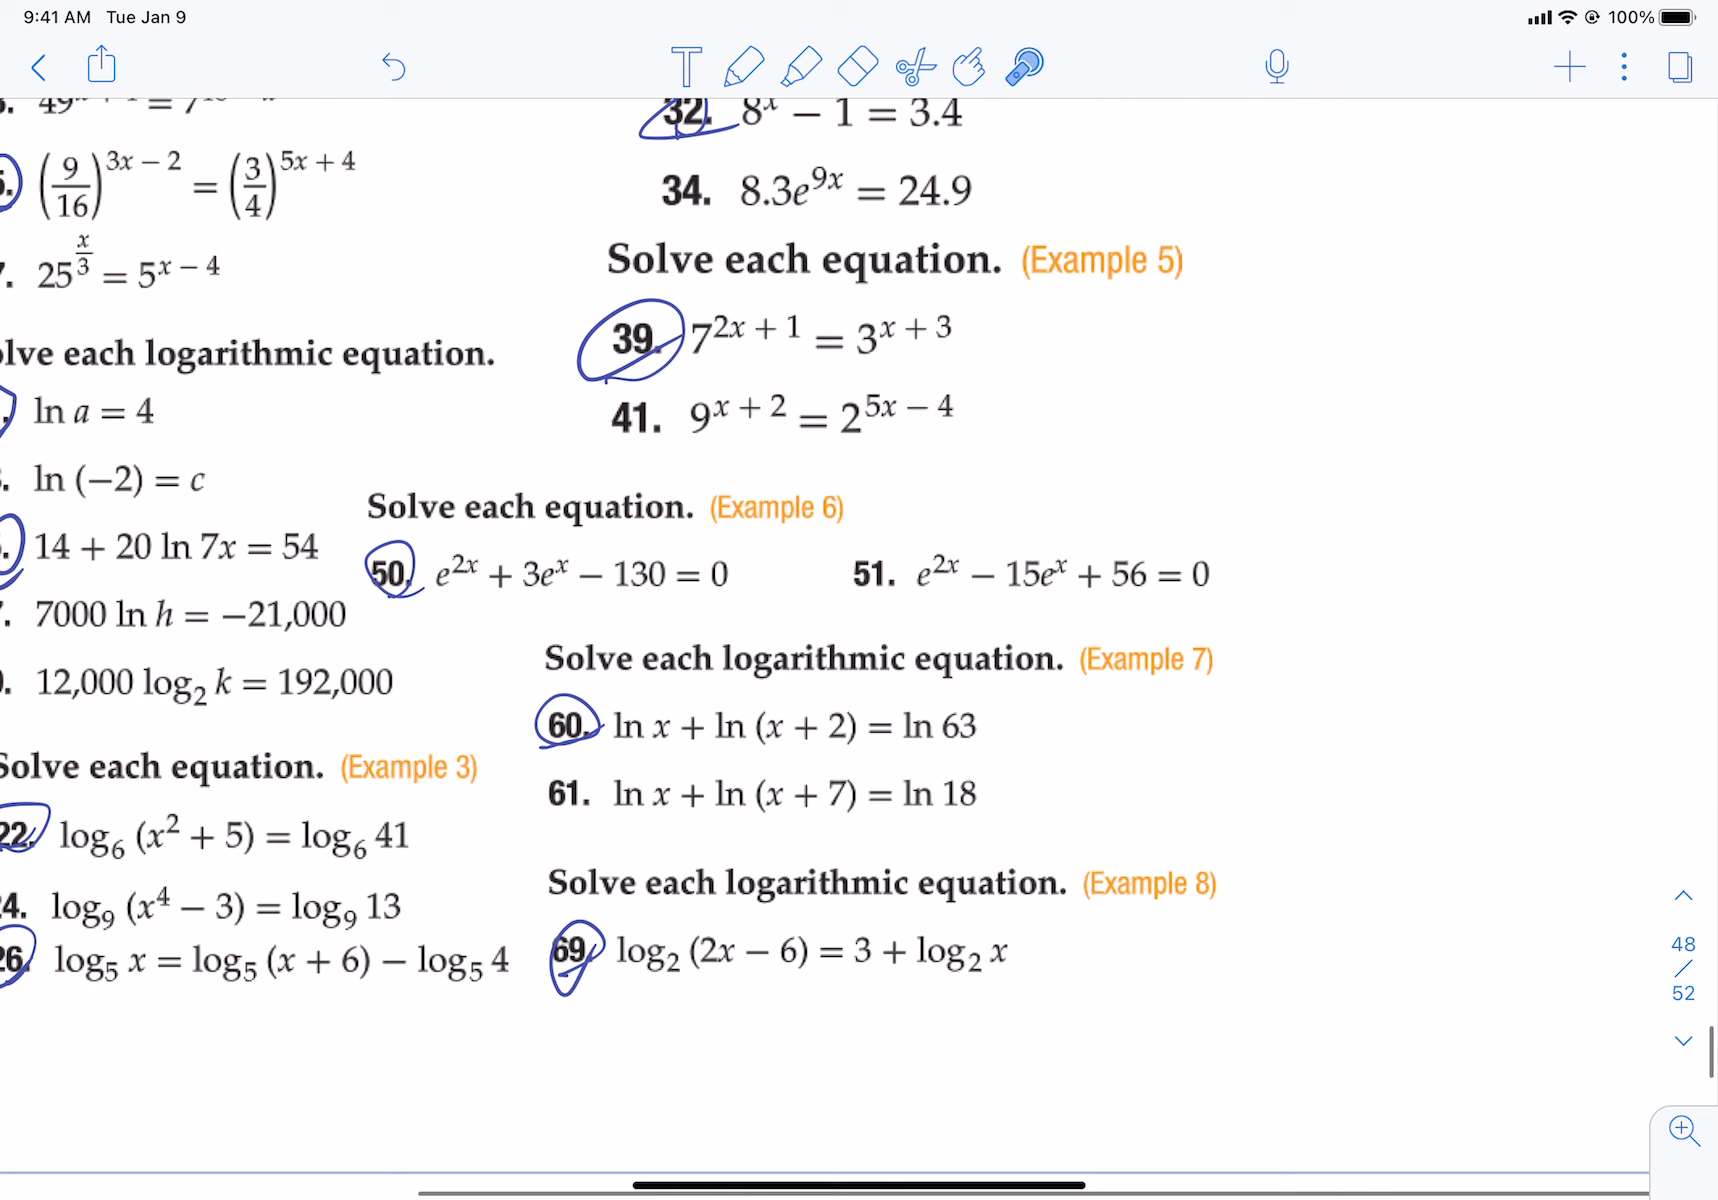 9:41 AM Tue Jan 9
100%
32. 8ˣ − 1 = 3.4
(9/16)^(3x − 2) = (3/4)^(5x + 4)
34. 8.3e^(9x) = 24.9
25^(x/3) = 5^(x − 4)
Solve each equation. (Example 5)
39. 7^(2x + 1) = 3^(x + 3)
lve each logarithmic equation.
ln a = 4
41. 9^(x + 2) = 2^(5x − 4)
ln (−2) = c
Solve each equation. (Example 6)
14 + 20 ln 7x = 54
50. e^(2x) + 3eˣ − 130 = 0
51. e^(2x) − 15eˣ + 56 = 0
7000 ln h = −21,000
12,000 log₂ k = 192,000
Solve each logarithmic equation. (Example 7)
60. ln x + ln (x + 2) = ln 63
61. ln x + ln (x + 7) = ln 18
Solve each equation. (Example 3)
22. log₆ (x² + 5) = log₆ 41
4. log₉ (x⁴ − 3) = log₉ 13
26. log₅ x = log₅ (x + 6) − log₅ 4
Solve each logarithmic equation. (Example 8)
69. log₂ (2x − 6) = 3 + log₂ x
48
/
52